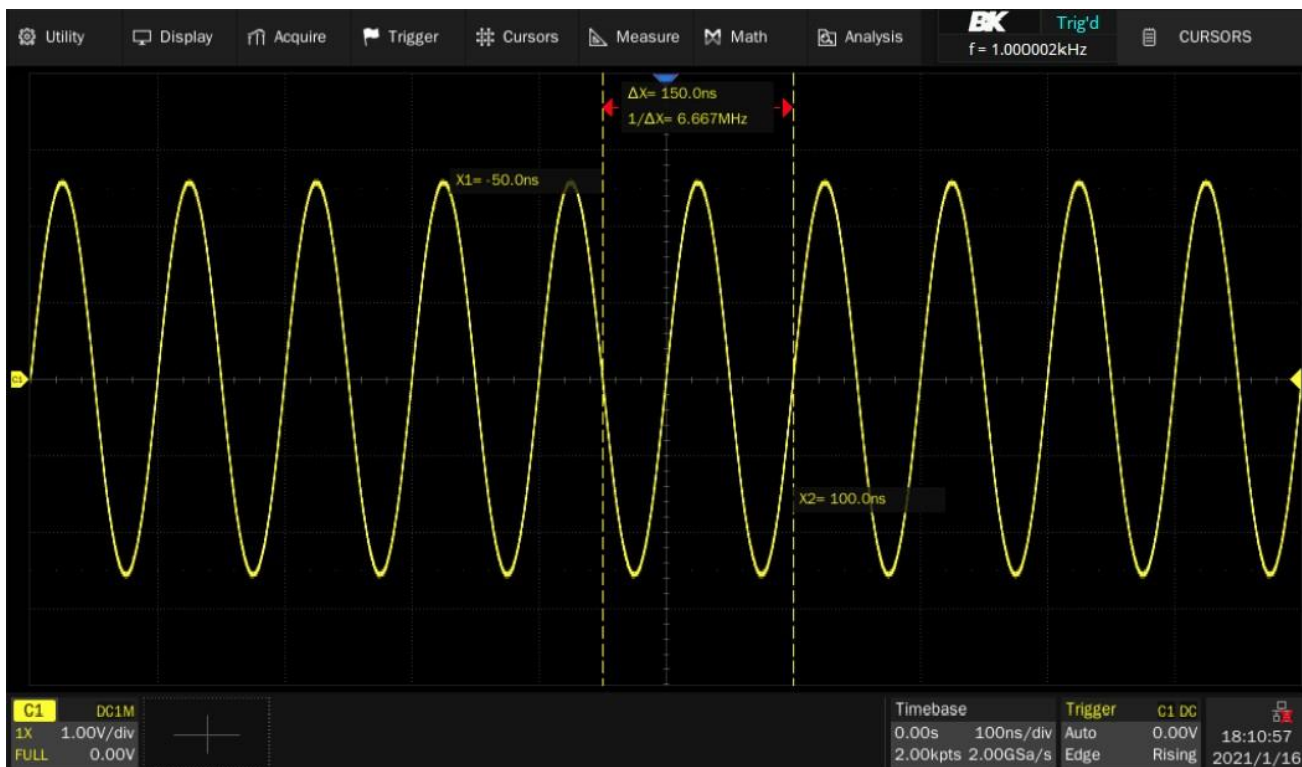 Utility Display Acquire Trigger Cursors Measure Math Analysis
BK Trig'd
f = 1.000002kHz
CURSORS
ΔX= 150.0ns
1/ΔX= 6.667MHz
X1= -50.0ns
C1
X2= 100.0ns
C1 DC1M
1X 1.00V/div
FULL 0.00V
Timebase
0.00s 100ns/div
2.00kpts 2.00GSa/s
Trigger C1 DC
Auto 0.00V
Edge Rising
18:10:57
2021/1/16